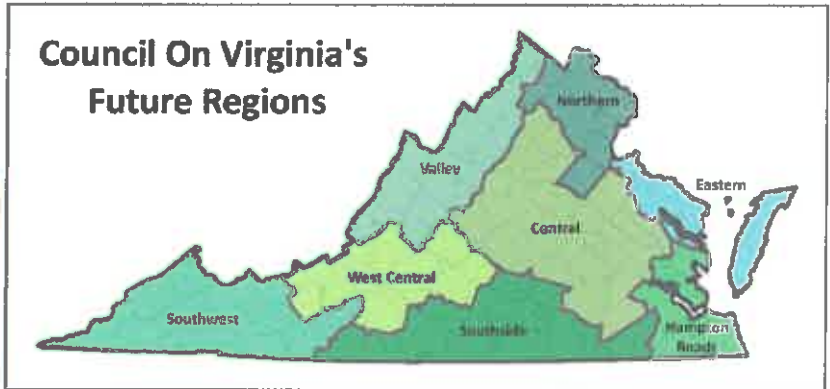 Council On Virginia's
Future Regions
Northern
Valley
Eastern
Central
West Central
Southwest
Southside
Hampton
Roads